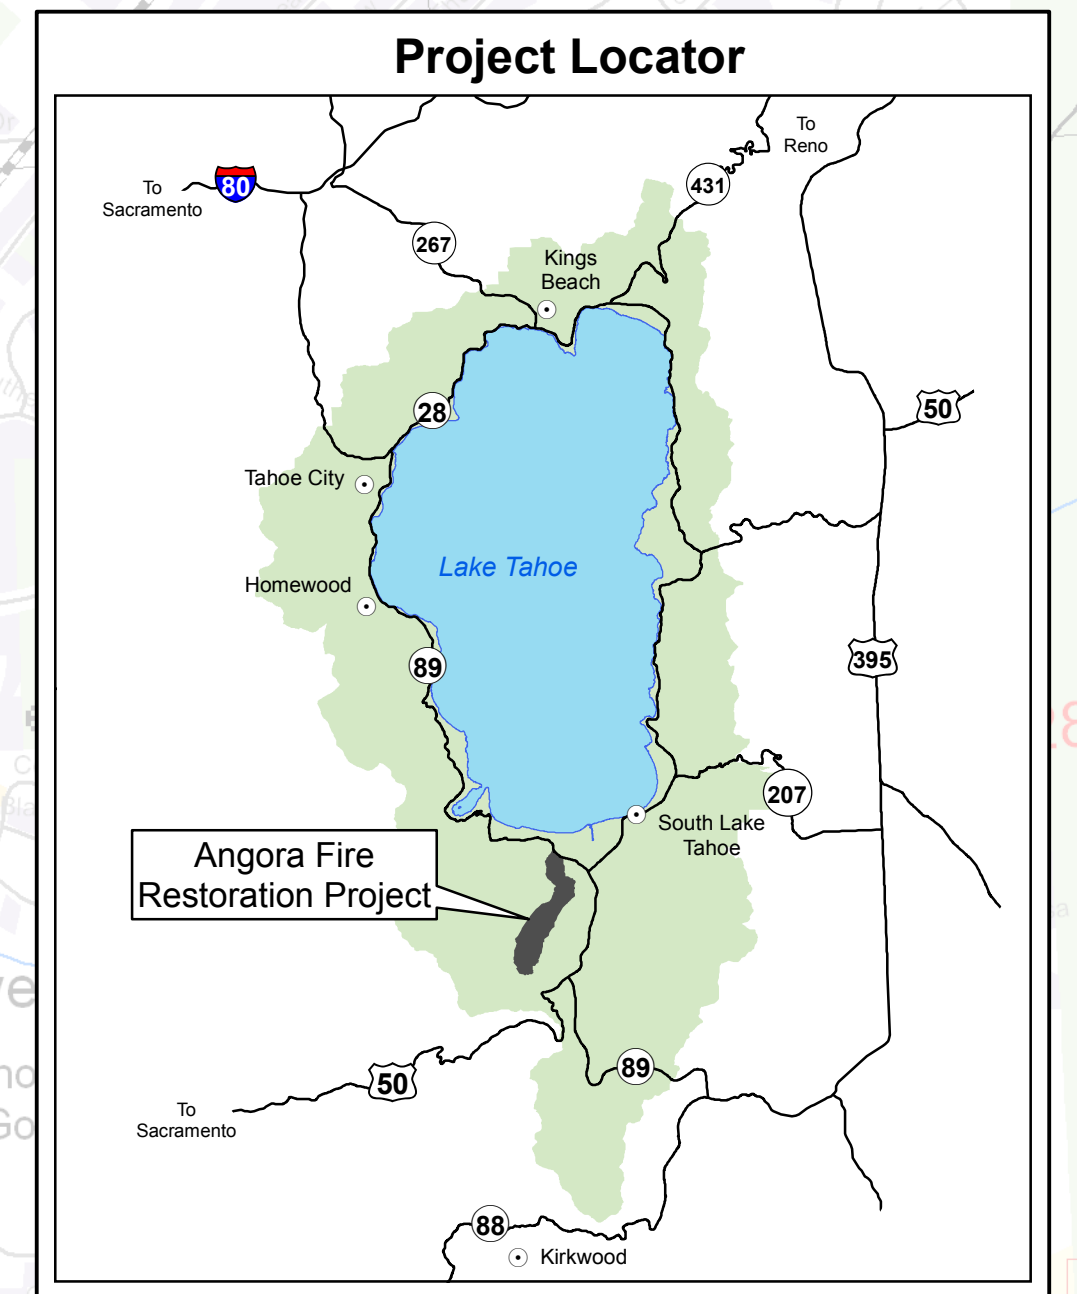 Project Locator
To
Reno
80
To
Sacramento
431
267
Kings
Beach
28
50
Tahoe City
Lake Tahoe
Homewood
89
395
207
South Lake
Tahoe
Angora Fire
Restoration Project
89
50
To
Sacramento
88
Kirkwood